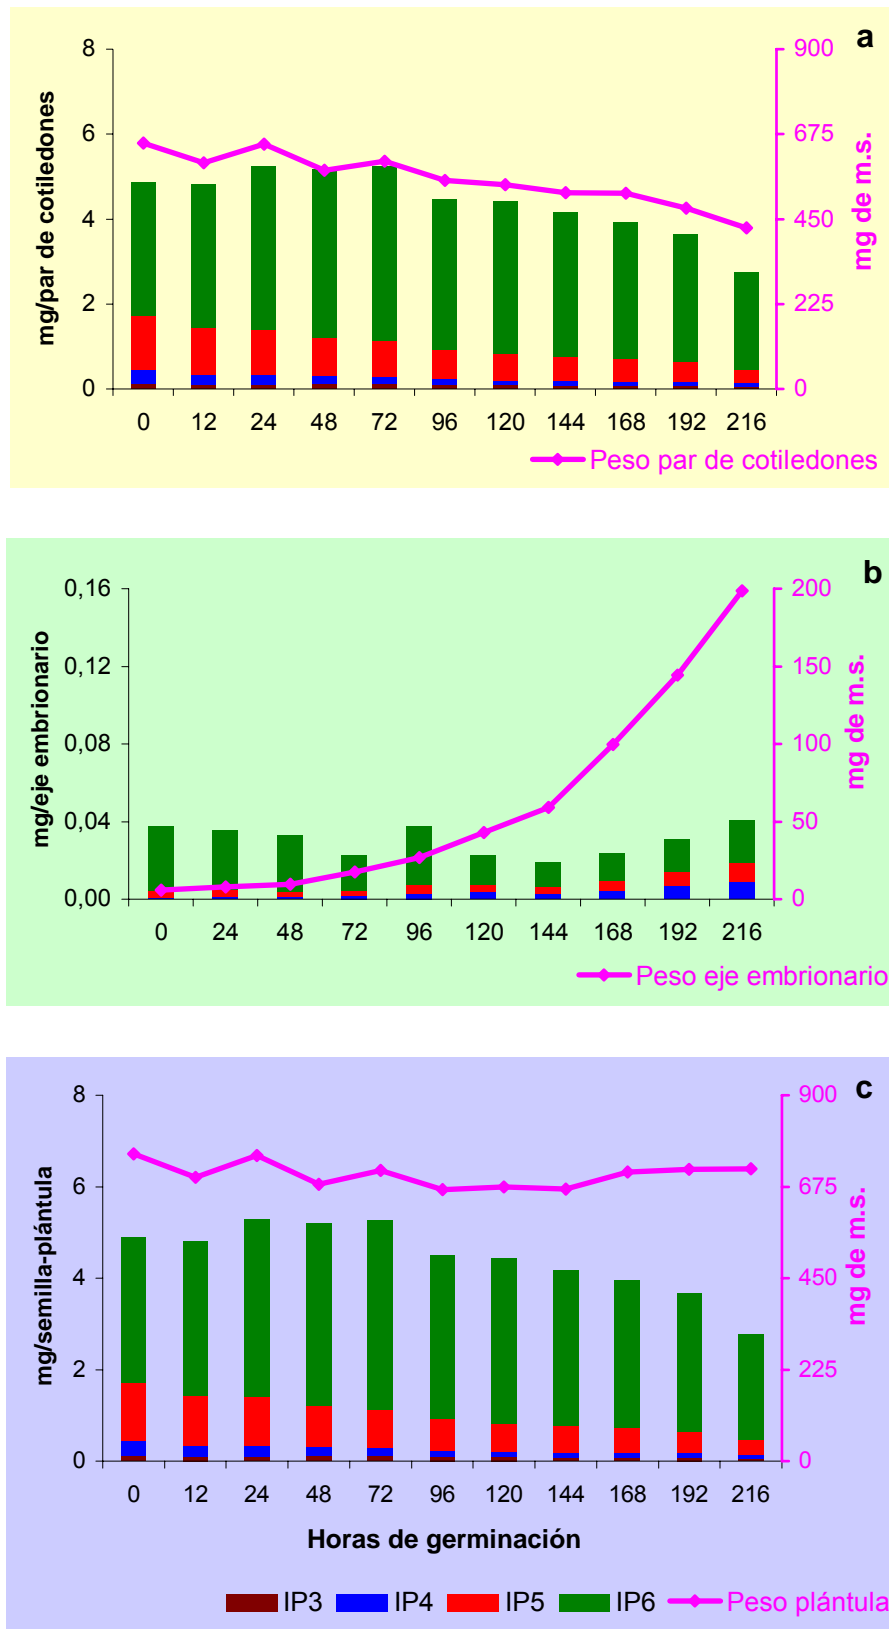 a
8
6
4
2
0
mg/par de cotiledones
900
675
450
225
0
mg de m.s.
0 12 24 48 72 96 120 144 168 192 216
Peso par de cotiledones
b
0,16
0,12
0,08
0,04
0,00
mg/eje embrionario
200
150
100
50
0
mg de m.s.
0 24 48 72 96 120 144 168 192 216
Peso eje embrionario
c
8
6
4
2
0
mg/semilla-plántula
900
675
450
225
0
mg de m.s.
0 12 24 48 72 96 120 144 168 192 216
Horas de germinación
IP3 IP4 IP5 IP6 Peso plántula